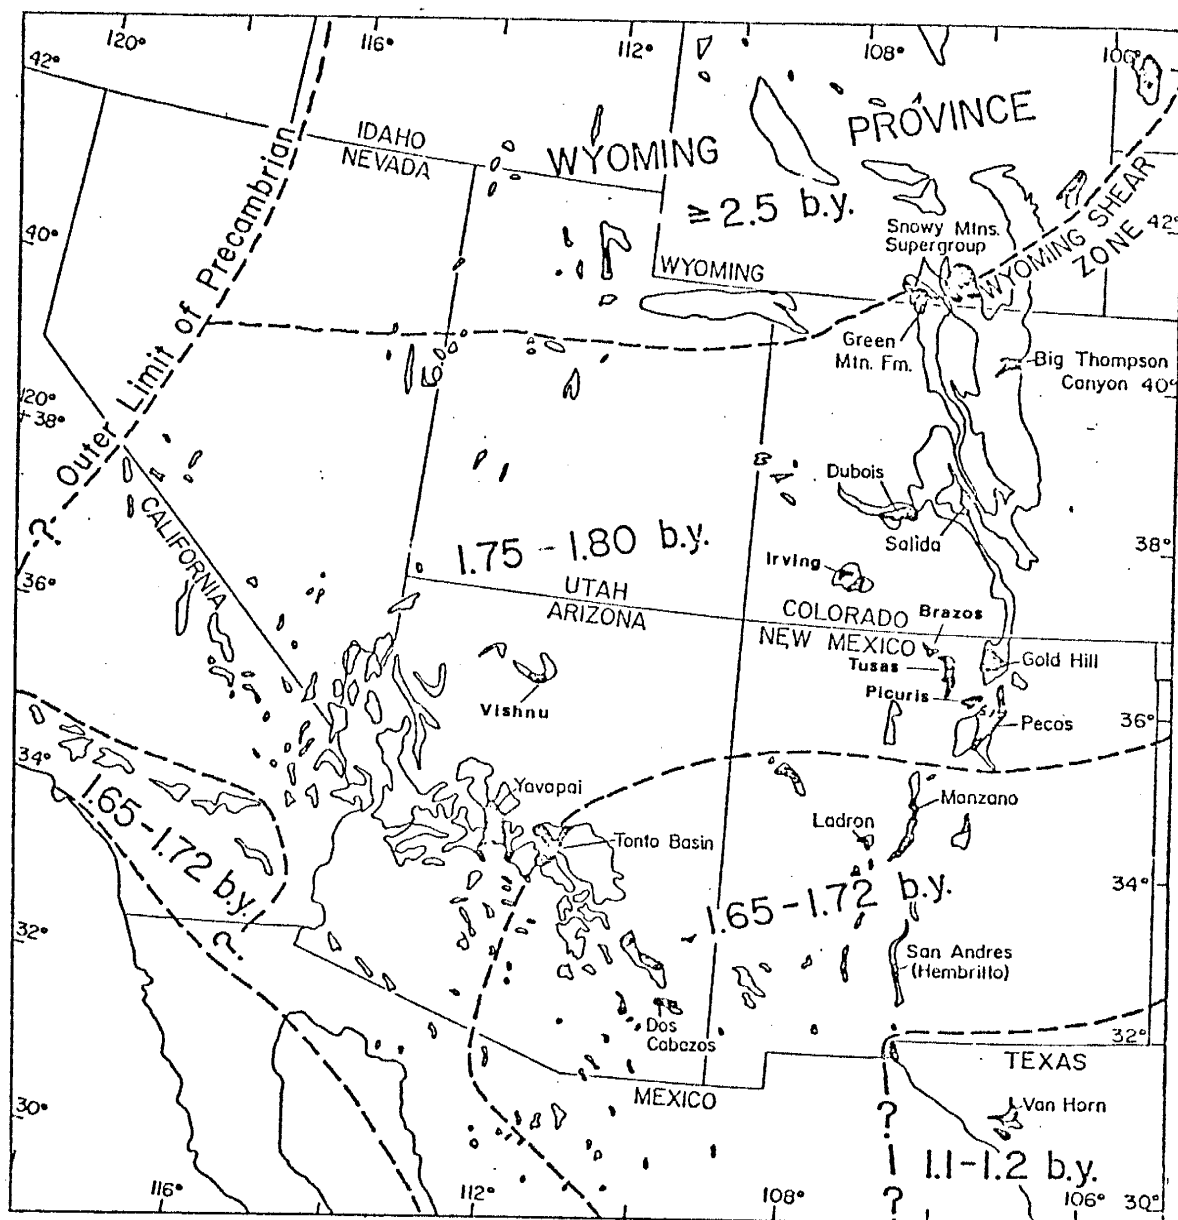 120°
116°
112°
108°
106°
42°
IDAHO
NEVADA
WYOMING
PROVINCE
≥2.5 b.y.
Snowy Mtns.
Supergroup
WYOMING SHEAR
ZONE
42°
40°
WYOMING
Outer Limit of Precambrian
Green
Mtn. Fm.
Big Thompson
Canyon 40°
120°
+38°
?
CALIFORNIA
Dubois
Salida
1.75-1.80 b.y.
Irving
38°
36°
UTAH
ARIZONA
COLORADO
NEW MEXICO
Brazos
Tusas
Gold Hill
Vishnu
Picuris
Pecos
36°
34°
1.65-1.72 b.y.
Yavapai
Tonto Basin
Ladron
Manzano
1.65-1.72 b.y.
34°
32°
?
San Andres
(Hembrillo)
Dos
Cabezos
32°
TEXAS
MEXICO
30°
?
Van Horn
1.1-1.2 b.y.
?
116°
112°
108°
106°
30°